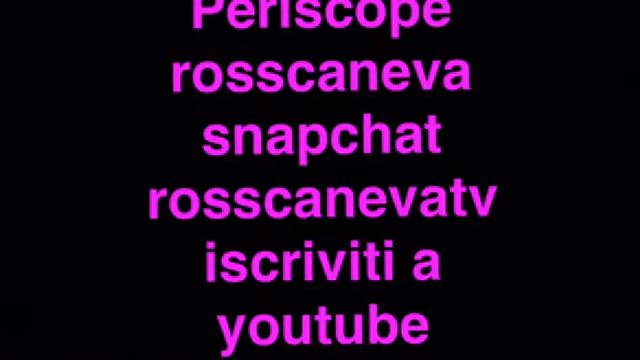 Periscope
rosscaneva
snapchat
rosscanevatv
iscriviti a
youtube